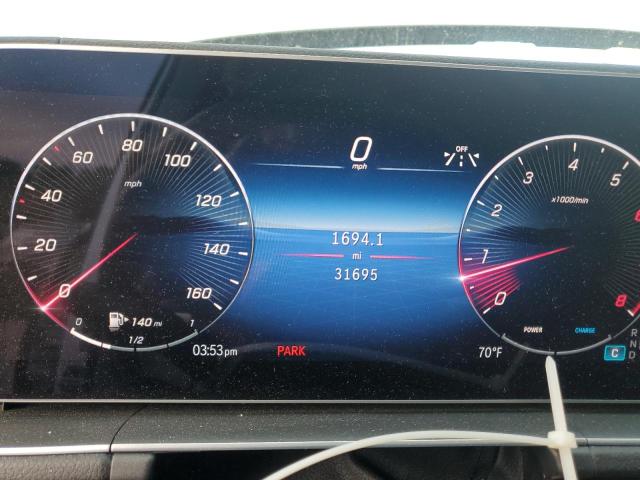 0
mph
OFF
0 20 40 60 80 100 120 140 160
mph
1694.1
mi
31695
0 1 2 3 4 5 8
x1000/min
140 mi
0 1/2 1
POWER CHARGE
03:53 pm PARK 70°F
C
R
N
D